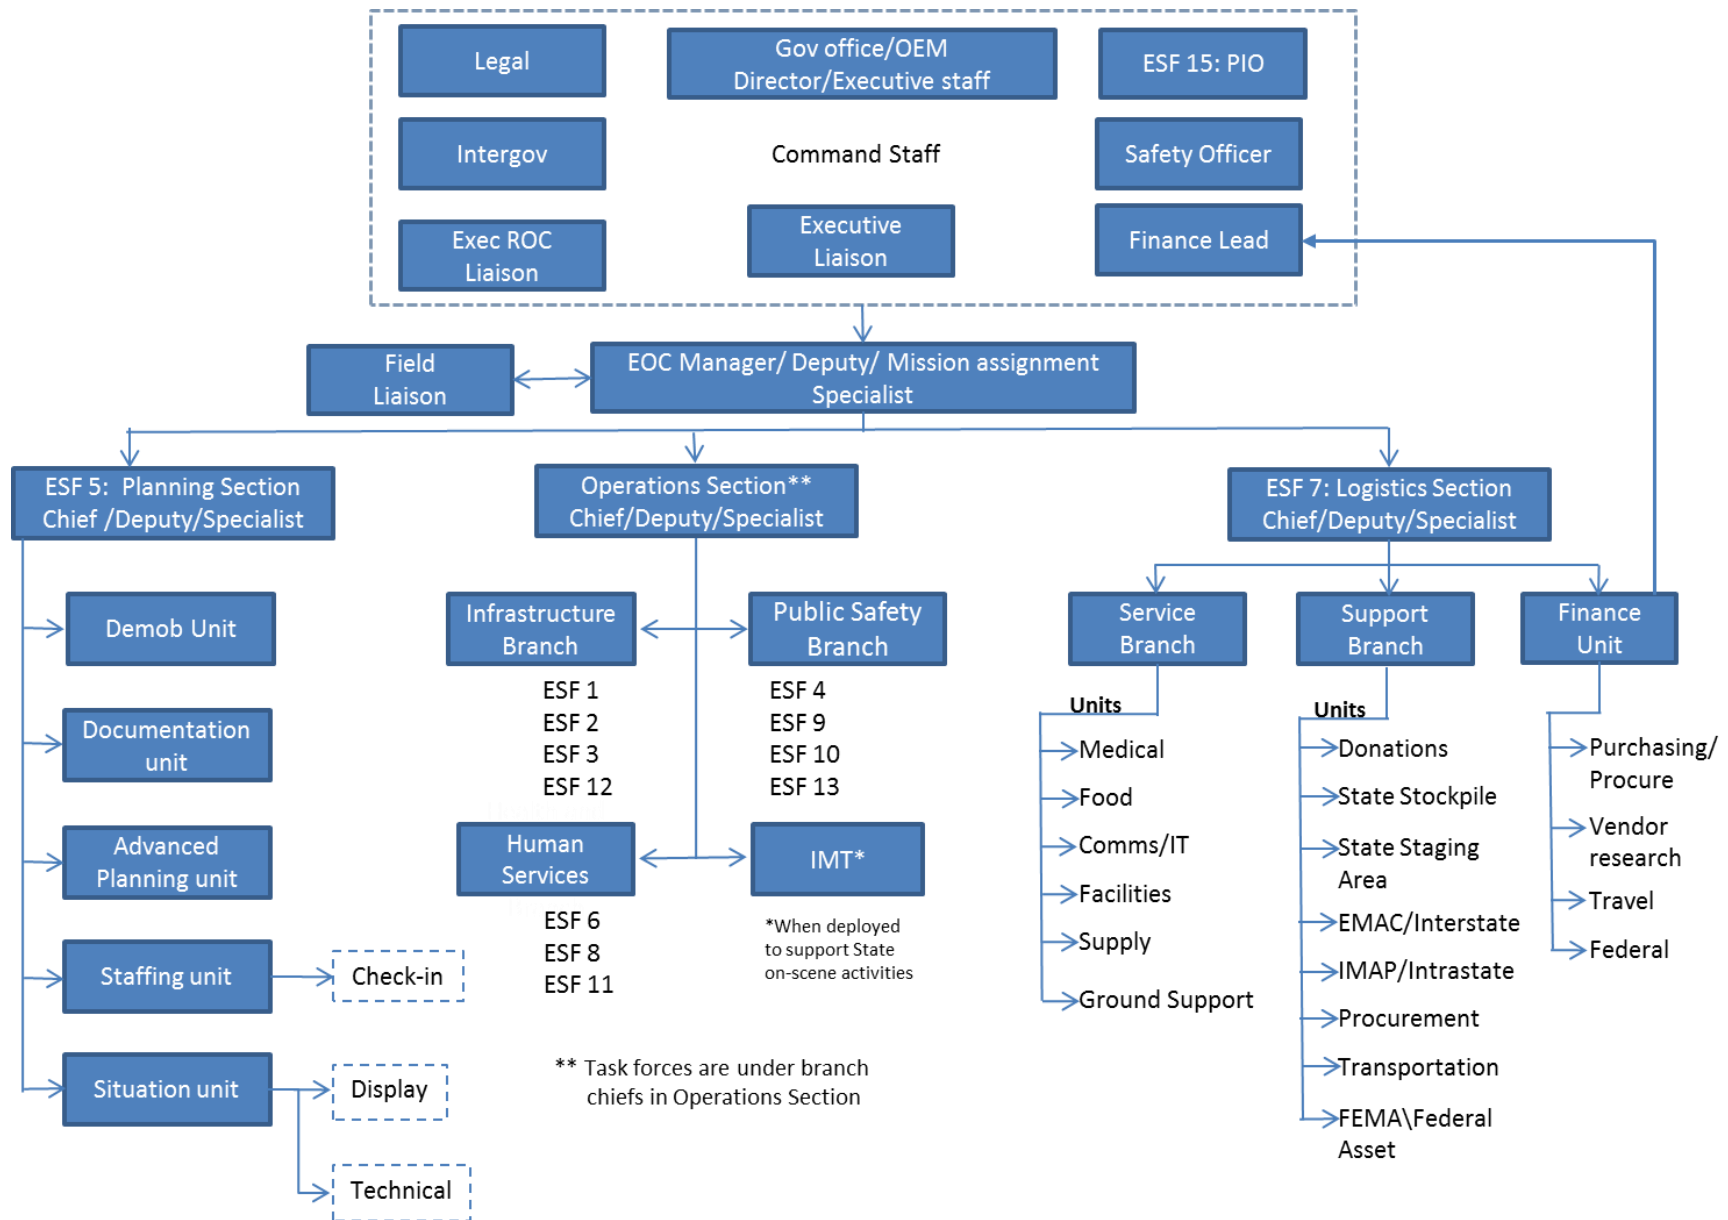 Legal
Gov office/OEM
Director/Executive staff
ESF 15: PIO
Intergov
Command Staff
Safety Officer
Exec ROC
Liaison
Executive
Liaison
Finance Lead
Field
Liaison
EOC Manager/ Deputy/ Mission assignment
Specialist
ESF 5:  Planning Section
Chief /Deputy/Specialist
Operations Section**
Chief/Deputy/Specialist
ESF 7: Logistics Section
Chief/Deputy/Specialist
Demob Unit
Documentation
unit
Advanced
Planning unit
Staffing unit
Check-in
Situation unit
Display
Technical
Infrastructure
Branch
ESF 1
ESF 2
ESF 3
ESF 12
Public Safety
Branch
ESF 4
ESF 9
ESF 10
ESF 13
Human
Services
ESF 6
ESF 8
ESF 11
IMT*
*When deployed
to support State
on-scene activities
** Task forces are under branch
chiefs in Operations Section
Service
Branch
Units
Medical
Food
Comms/IT
Facilities
Supply
Ground Support
Support
Branch
Units
Donations
State Stockpile
State Staging
Area
EMAC/Interstate
IMAP/Intrastate
Procurement
Transportation
FEMA\Federal
Asset
Finance
Unit
Purchasing/
Procure
Vendor
research
Travel
Federal